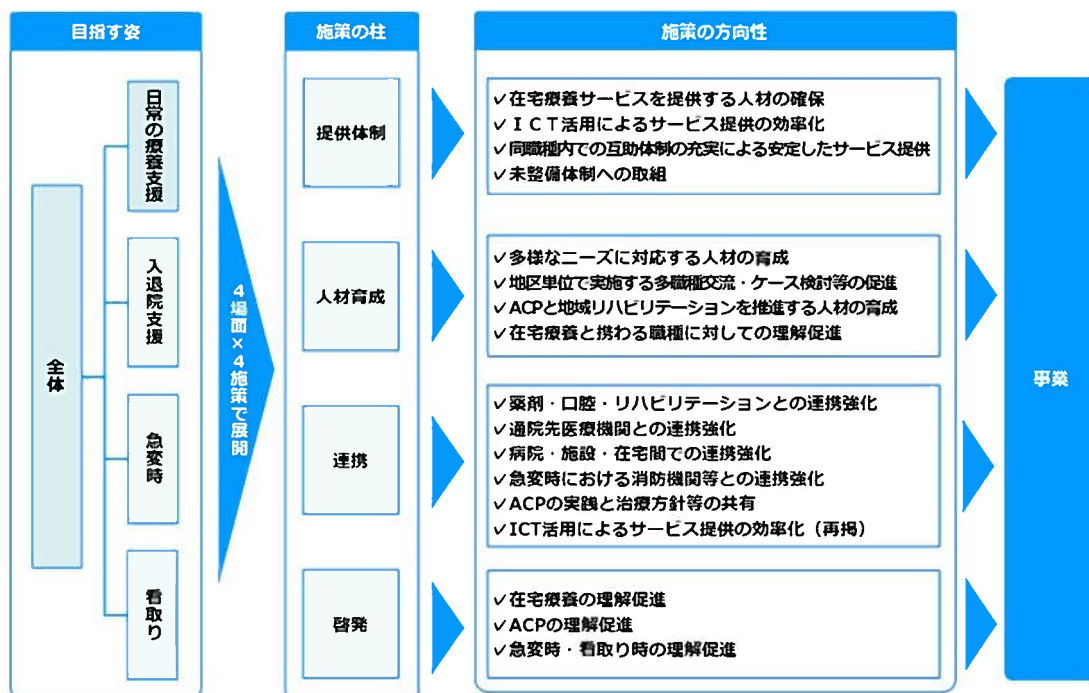 目指す姿
全体
日常の療養支援
入退院支援
急変時
看取り
4場面×4施策で展開
施策の柱
施策の方向性
提供体制
✓在宅療養サービスを提供する人材の確保
✓ＩＣＴ活用によるサービス提供の効率化
✓同職種内での互助体制の充実による安定したサービス提供
✓未整備体制への取組
人材育成
✓多様なニーズに対応する人材の育成
✓地区単位で実施する多職種交流・ケース検討等の促進
✓ACPと地域リハビリテーションを推進する人材の育成
✓在宅療養と携わる職種に対しての理解促進
連携
✓薬剤・口腔・リハビリテーションとの連携強化
✓通院先医療機関との連携強化
✓病院・施設・在宅間での連携強化
✓急変時における消防機関等との連携強化
✓ACPの実践と治療方針等の共有
✓ICT活用によるサービス提供の効率化（再掲）
啓発
✓在宅療養の理解促進
✓ACPの理解促進
✓急変時・看取り時の理解促進
事業